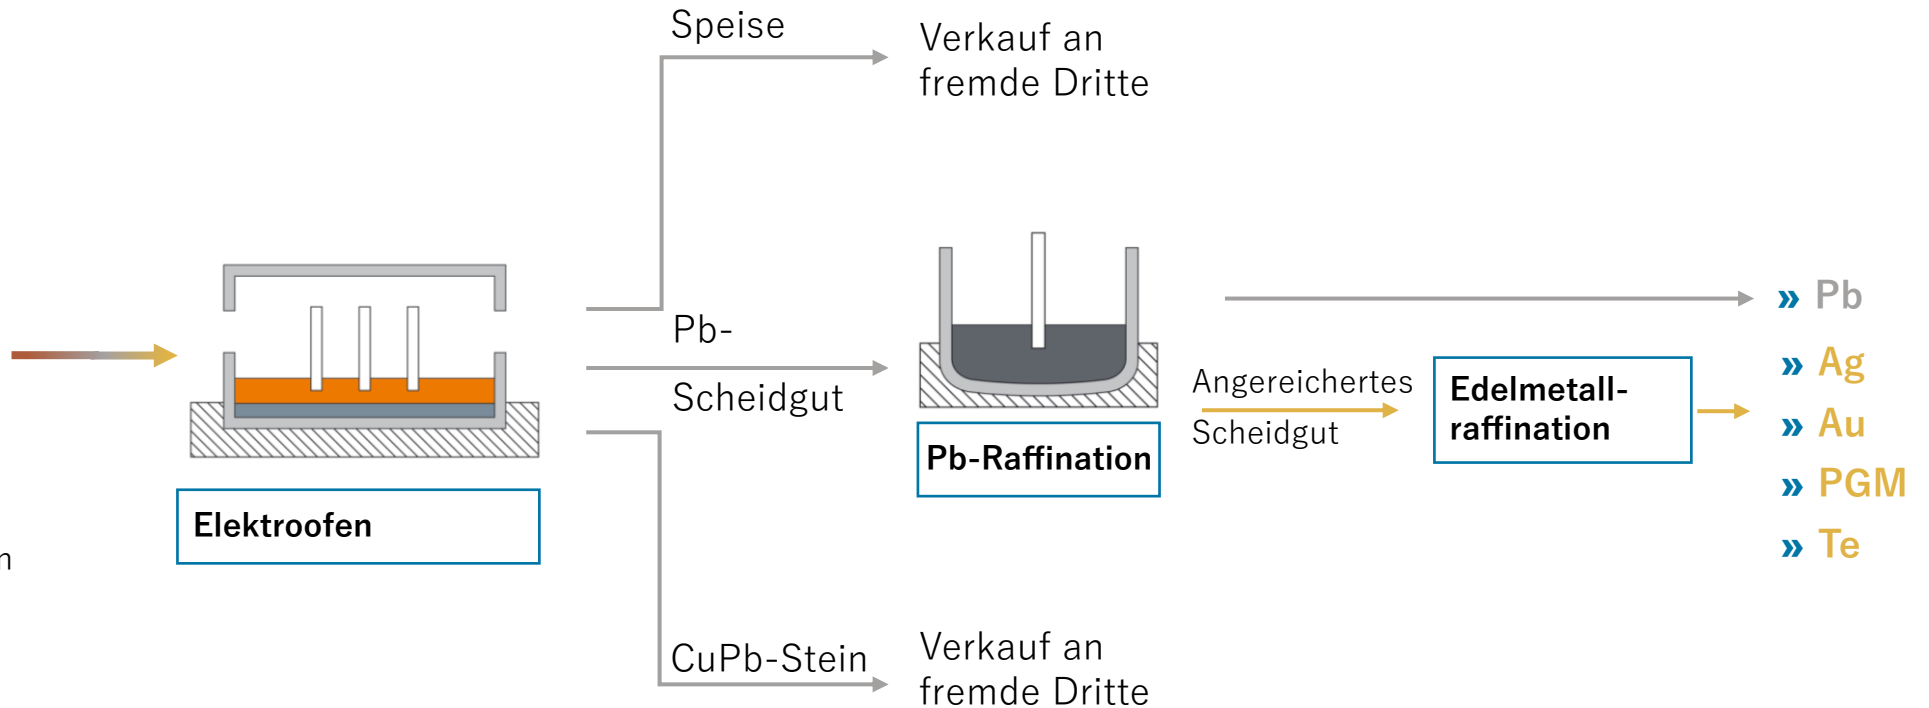 Speise
Verkauf an
fremde Dritte
Pb-
Scheidgut
Angereichertes
Scheidgut
Elektroofen
Pb-Raffination
Edelmetall-
raffination
» Pb
» Ag
» Au
» PGM
» Te
n
CuPb-Stein
Verkauf an
fremde Dritte